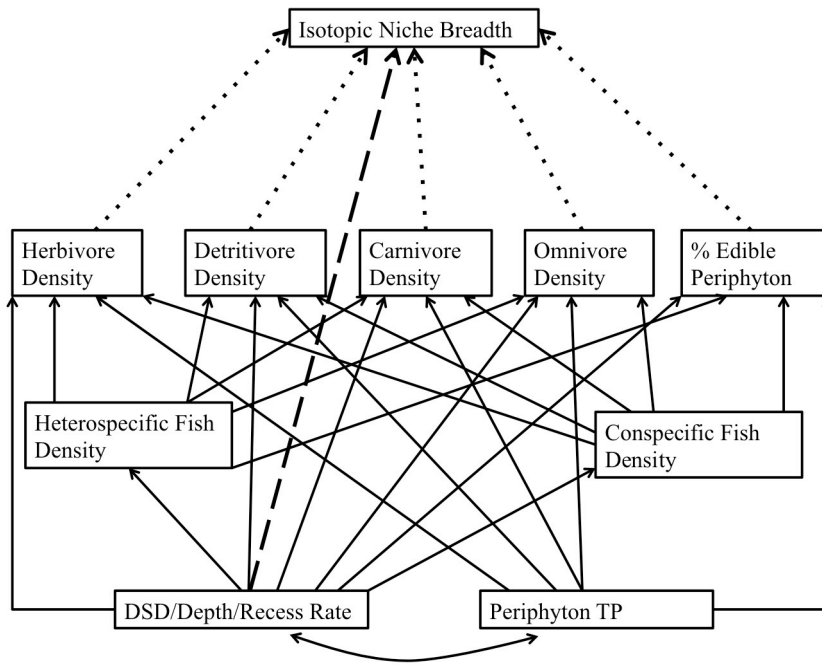 Isotopic Niche Breadth
Herbivore
Density
Detritivore
Density
Carnivore
Density
Omnivore
Density
% Edible
Periphyton
Heterospecific Fish
Density
Conspecific Fish
Density
DSD/Depth/Recess Rate
Periphyton TP